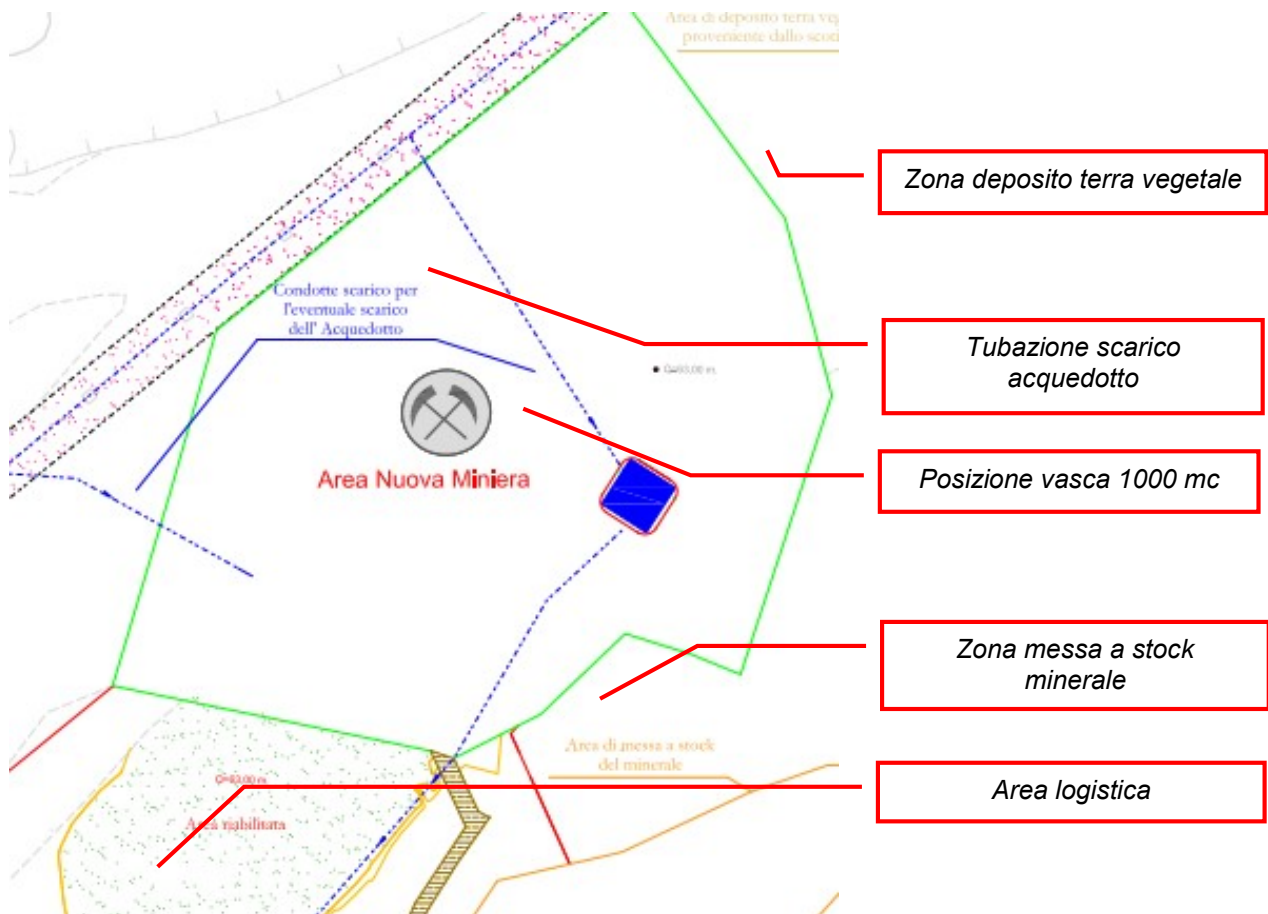 Area di deposito terra
proveniente dallo
Zona deposito terra vegetale
Condotte scarico per
l'eventuale scarico
dell' Acquedotto
Tubazione scarico
acquedotto
Area Nuova Miniera
Posizione vasca 1000 mc
Zona messa a stock
minerale
Area di messa a stock
del minerale
Q=93,00 m.
Area riabilitata
Area logistica